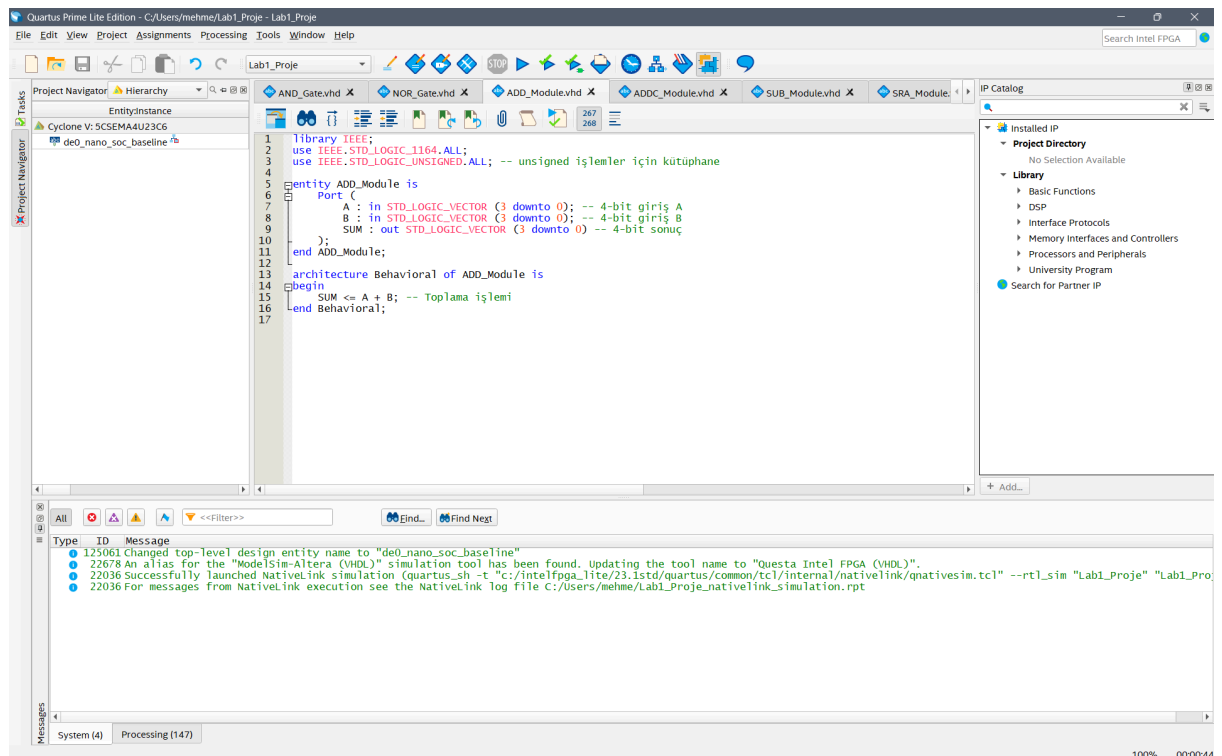 Quartus Prime Lite Edition - C:/Users/mehme/Lab1_Proje - Lab1_Proje
File Edit View Project Assignments Processing Tools Window Help
Search Intel FPGA
Lab1_Proje
STOP
Project Navigator Hierarchy
Entity:Instance
Cyclone V: 5CSEMA4U23C6
de0_nano_soc_baseline
Tasks
Project Navigator
AND_Gate.vhd NOR_Gate.vhd ADD_Module.vhd ADDC_Module.vhd SUB_Module.vhd SRA_Module.
267
268
1 library IEEE;
2 use IEEE.STD_LOGIC_1164.ALL;
3 use IEEE.STD_LOGIC_UNSIGNED.ALL; -- unsigned işlemler için kütüphane
4
5 entity ADD_Module is
6 Port (
7 A : in STD_LOGIC_VECTOR (3 downto 0); -- 4-bit giriş A
8 B : in STD_LOGIC_VECTOR (3 downto 0); -- 4-bit giriş B
9 SUM : out STD_LOGIC_VECTOR (3 downto 0) -- 4-bit sonuç
10 );
11 end ADD_Module;
12
13 architecture Behavioral of ADD_Module is
14 begin
15 SUM <= A + B; -- Toplama işlemi
16 end Behavioral;
17
IP Catalog
Installed IP
Project Directory
No Selection Available
Library
Basic Functions
DSP
Interface Protocols
Memory Interfaces and Controllers
Processors and Peripherals
University Program
Search for Partner IP
+ Add...
All <<Filter>> Find... Find Next
Type ID Message
125061 Changed top-level design entity name to "de0_nano_soc_baseline"
22678 An alias for the "ModelSim-Altera (VHDL)" simulation tool has been found. Updating the tool name to "Questa Intel FPGA (VHDL)".
22036 Successfully launched NativeLink simulation (quartus_sh -t "c:/intelfpga_lite/23.1std/quartus/common/tcl/internal/nativelink/qnativesim.tcl" --rtl_sim "Lab1_Proje" "Lab1_Proj
22036 For messages from NativeLink execution see the NativeLink log file C:/Users/mehme/Lab1_Proje_nativelink_simulation.rpt
Messages
System (4) Processing (147)
100% 00:00:44